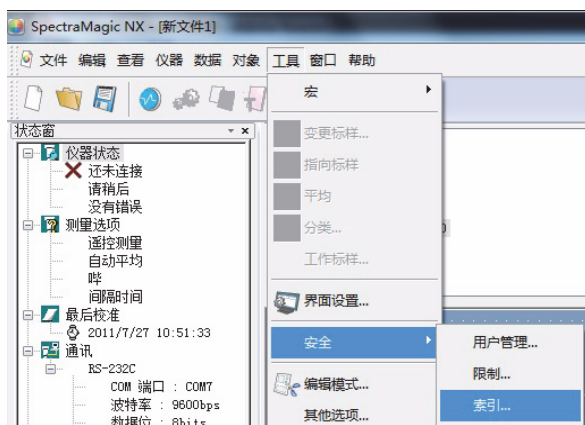 SpectraMagic NX - [新文件1]
文件 编辑 查看 仪器 数据 对象 工具 窗口 帮助
状态窗
仪器状态
还未连接
请稍后
没有错误
测量选项
遥控测量
自动平均
哔
间隔时间
最后校准
2011/7/27 10:51:33
通讯
RS-232C
COM 端口 : COM7
波特率 : 9600bps
数据位 : 8bits
宏
变更标样...
指向标样
平均
分类...
工作标样...
界面设置...
安全
编辑模式...
其他选项...
用户管理...
限制...
索引...